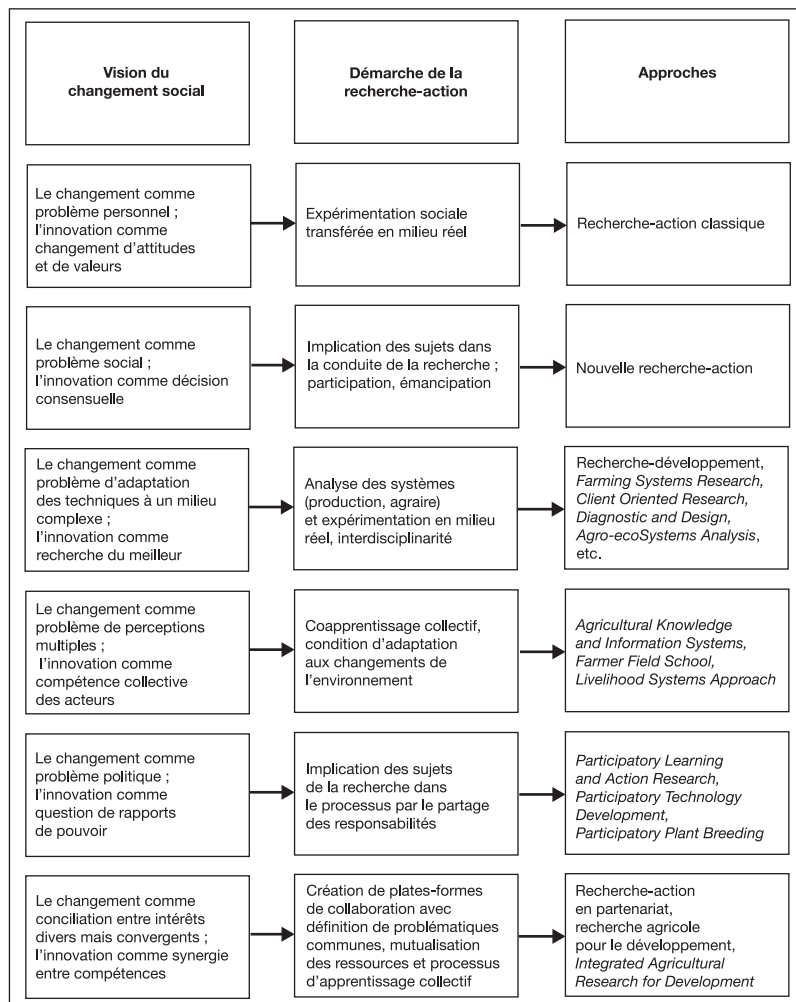 Vision du
changement social
Démarche de la
recherche-action
Approches
Le changement comme
problème personnel ;
l'innovation comme
changement d'attitudes
et de valeurs
Expérimentation sociale
transférée en milieu réel
Recherche-action classique
Le changement comme
problème social ;
l'innovation comme décision
consensuelle
Implication des sujets dans
la conduite de la recherche ;
participation, émancipation
Nouvelle recherche-action
Le changement comme
problème d'adaptation
des techniques à un milieu
complexe ;
l'innovation comme
recherche du meilleur
Analyse des systèmes
(production, agraire)
et expérimentation en milieu
réel, interdisciplinarité
Recherche-développement,
Farming Systems Research,
Client Oriented Research,
Diagnostic and Design,
Agro-ecoSystems Analysis,
etc.
Le changement comme
problème de perceptions
multiples ;
l'innovation comme
compétence collective
des acteurs
Coapprentissage collectif,
condition d'adaptation
aux changements de
l'environnement
Agricultural Knowledge
and Information Systems,
Farmer Field School,
Livelihood Systems Approach
Le changement comme
problème politique ;
l'innovation comme
question de rapports
de pouvoir
Implication des sujets
de la recherche dans
le processus par le partage
des responsabilités
Participatory Learning
and Action Research,
Participatory Technology
Development,
Participatory Plant Breeding
Le changement comme
conciliation entre intérêts
divers mais convergents ;
l'innovation comme synergie
entre compétences
Création de plates-formes
de collaboration avec
définition de problématiques
communes, mutualisation
des ressources et processus
d'apprentissage collectif
Recherche-action
en partenariat,
recherche agricole
pour le développement,
Integrated Agricultural
Research for Development